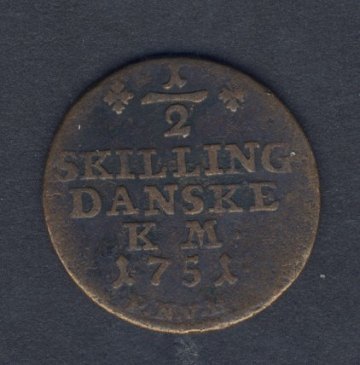 1/2
SKILLING
DANSKE
K M
1751